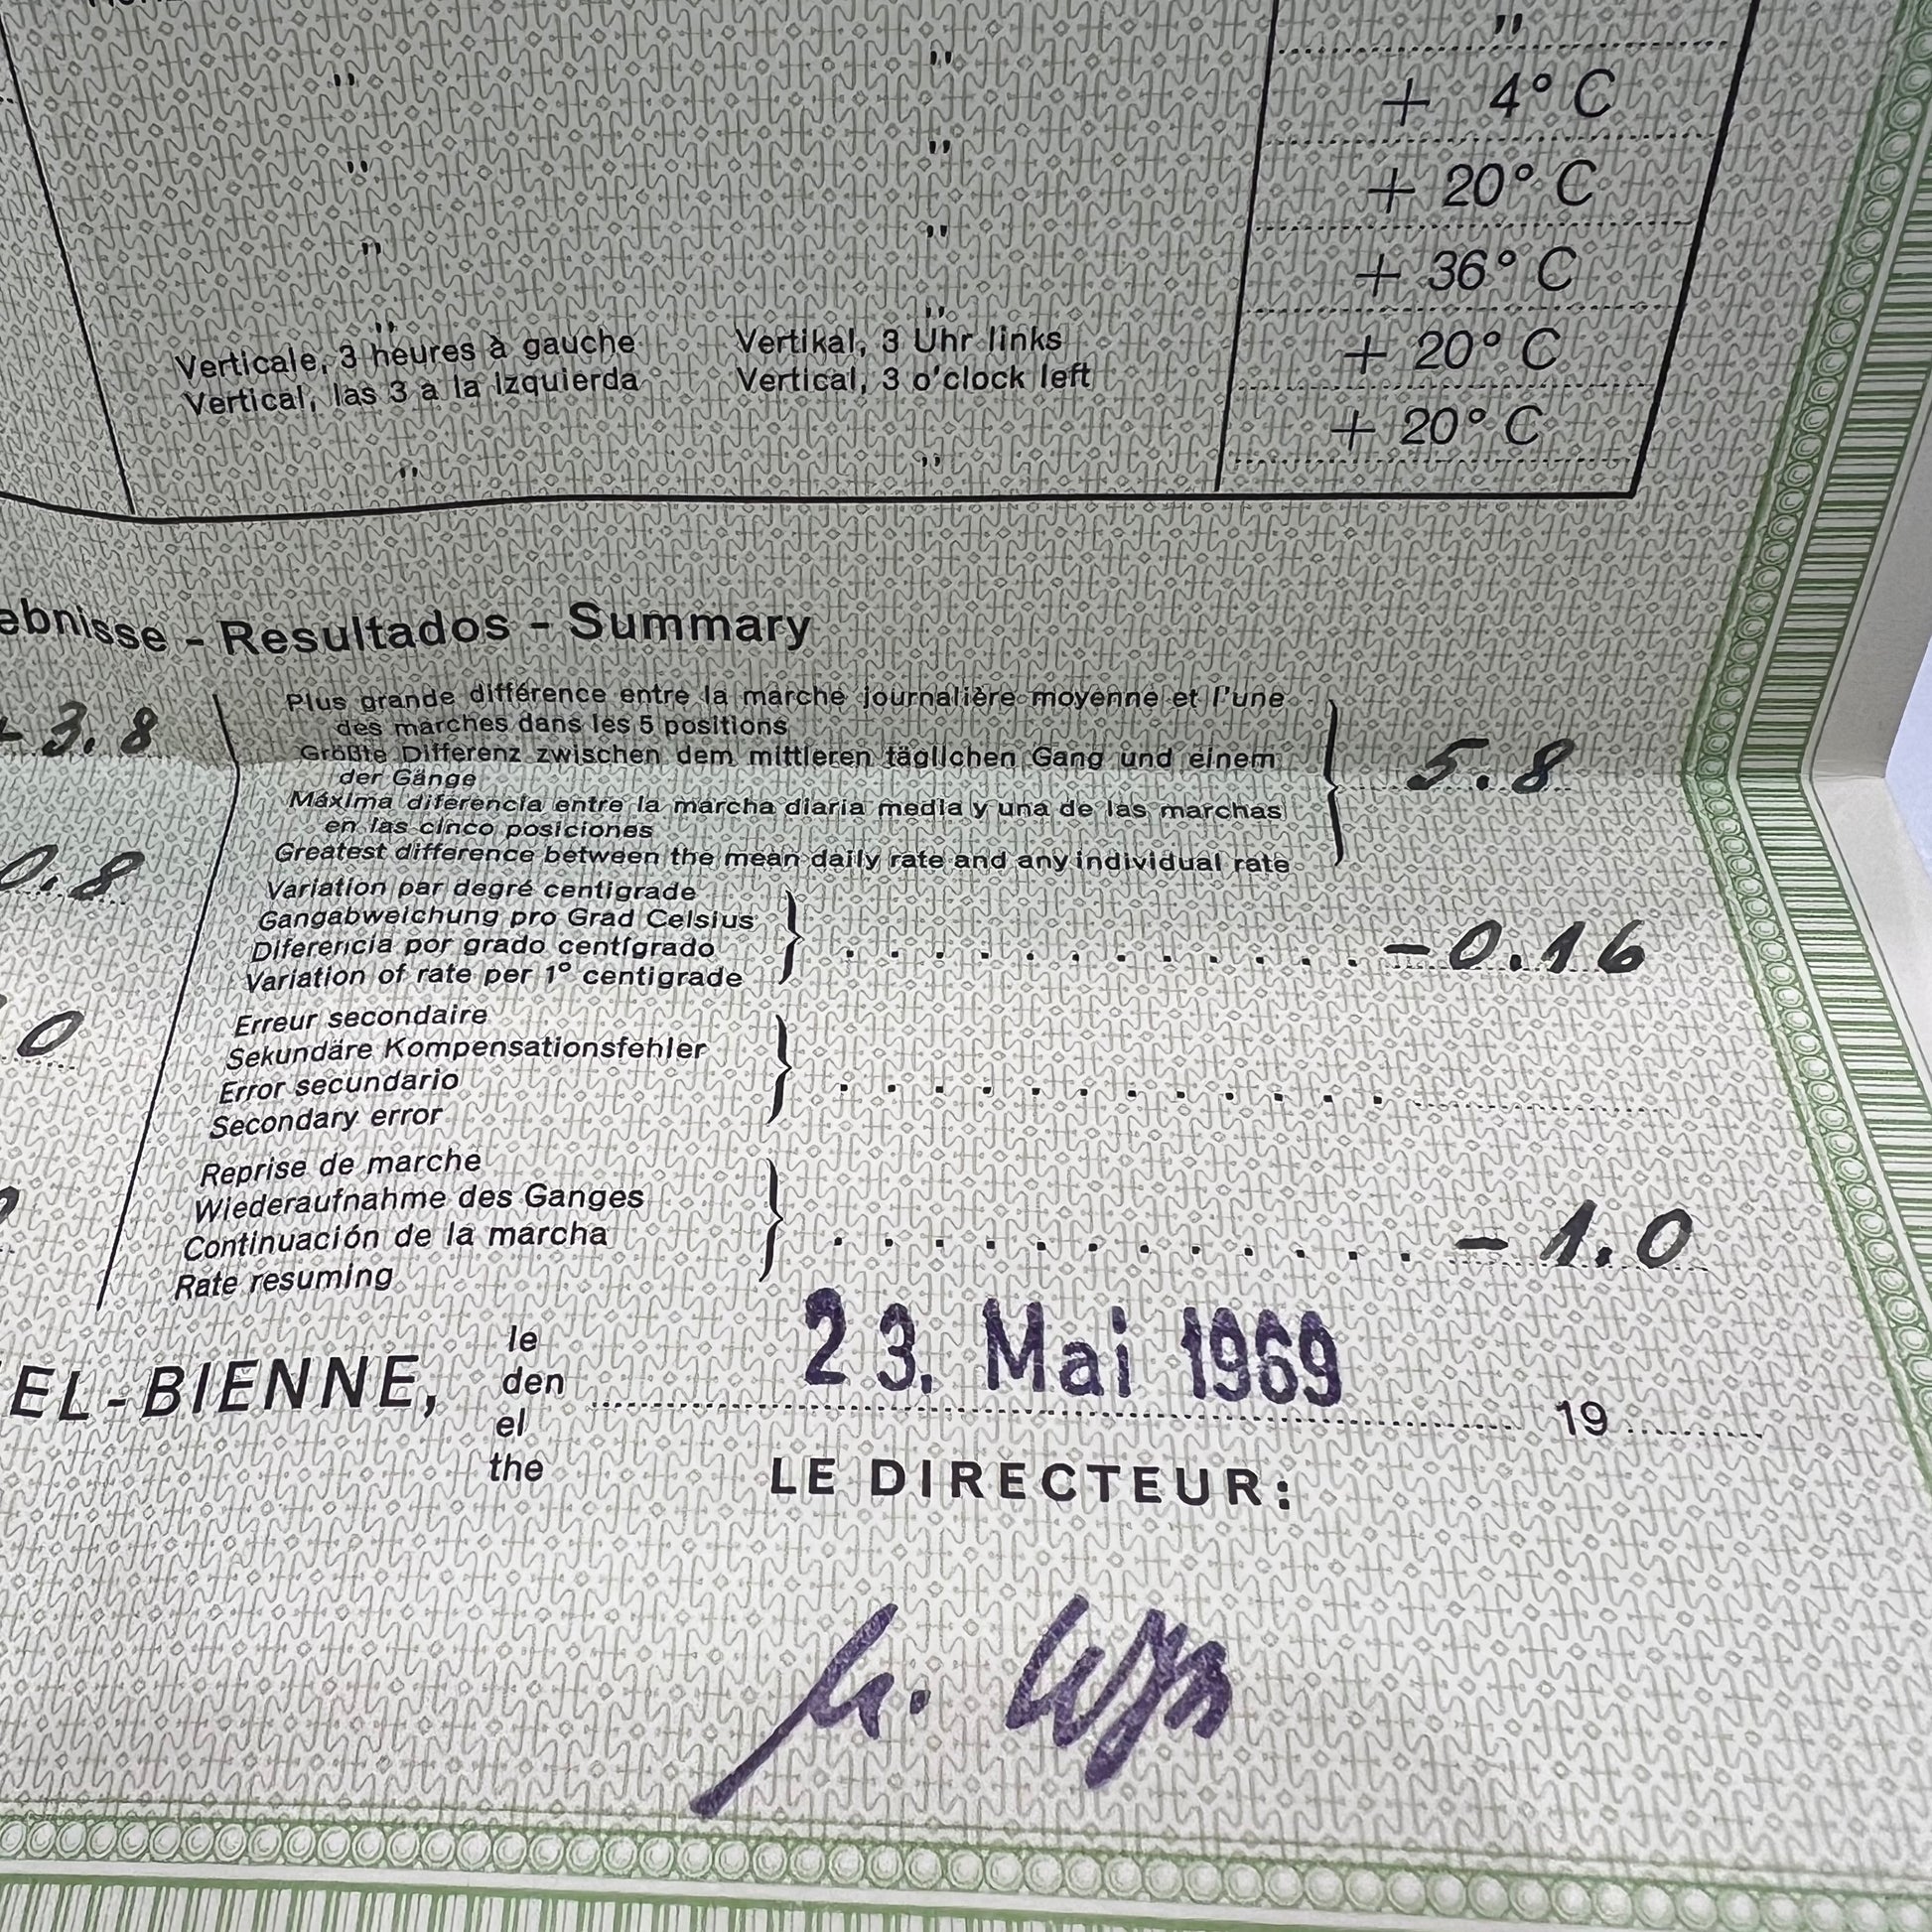 "
" "
+ 4° C
" "
+ 20° C
" "
+ 36° C
" "
Verticale, 3 heures à gauche Vertikal, 3 Uhr links
+ 20° C
Vertical, las 3 a la izquierda Vertical, 3 o'clock left
+ 20° C
" "
ebnisse - Resultados - Summary
3.8
Plus grande différence entre la marche journalière moyenne et l'une
des marches dans les 5 positions
Größte Differenz zwischen dem mittleren täglichen Gang und einem
der Gänge
5.8
Máxima diferencia entre la marcha diaria media y una de las marchas
en las cinco posiciones
Greatest difference between the mean daily rate and any individual rate
0.8
Variation par degré centigrade
Gangabweichung pro Grad Celsius
Diferencia por grado centígrado
Variation of rate per 1° centigrade
. . . . . . . . . . . . -0.16
0
Erreur secondaire
Sekundäre Kompensationsfehler
Error secundario
Secondary error
. . . . . . . . . . . .
Reprise de marche
Wiederaufnahme des Ganges
Continuación de la marcha
Rate resuming
. . . . . . . . . . . . - 1.0
EL-BIENNE,
le
den
el
the
23. Mai 1969
19
LE DIRECTEUR: